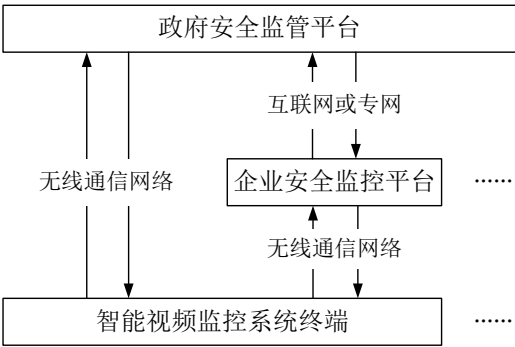 政府安全监管平台
互联网或专网
无线通信网络
企业安全监控平台
······
无线通信网络
智能视频监控系统终端
······